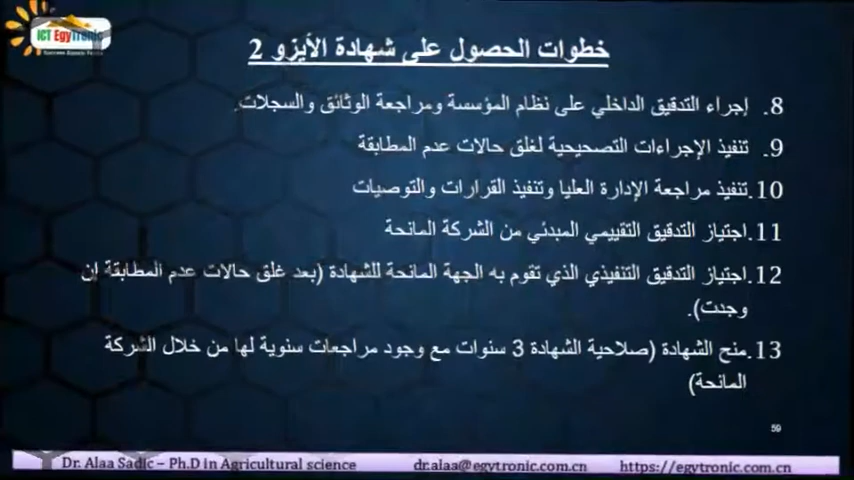 ICT EgyTronic
خطوات الحصول على شهادة الأيزو 2
8. إجراء التدقيق الداخلي على نظام المؤسسة ومراجعة الوثائق والسجلات.
9. تنفيذ الإجراءات التصحيحية لغلق حالات عدم المطابقة
10. تنفيذ مراجعة الإدارة العليا وتنفيذ القرارات والتوصيات
11. اجتياز التدقيق التقييمي المبدئي من الشركة المانحة
12. اجتياز التدقيق التنفيذي الذي تقوم به الجهة المانحة للشهادة (بعد غلق حالات عدم المطابقة إن
وجدت).
13. منح الشهادة (صلاحية الشهادة 3 سنوات مع وجود مراجعات سنوية لها من خلال الشركة
المانحة)
59
Dr. Alaa Sadic – Ph.D in Agricultural science dr.alaa@egytronic.com.cn https://egytronic.com.cn